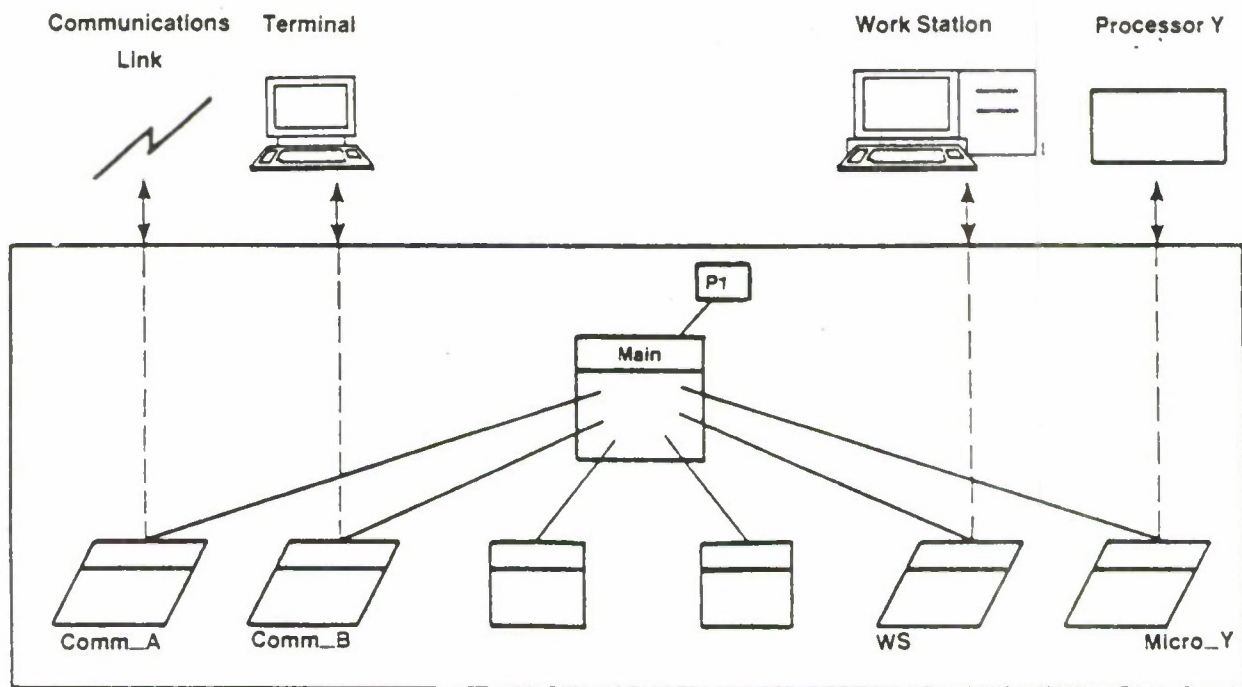 Communications
Link
Terminal
Work Station
Processor Y
P1
Main
Comm_A
Comm_B
WS
Micro_Y